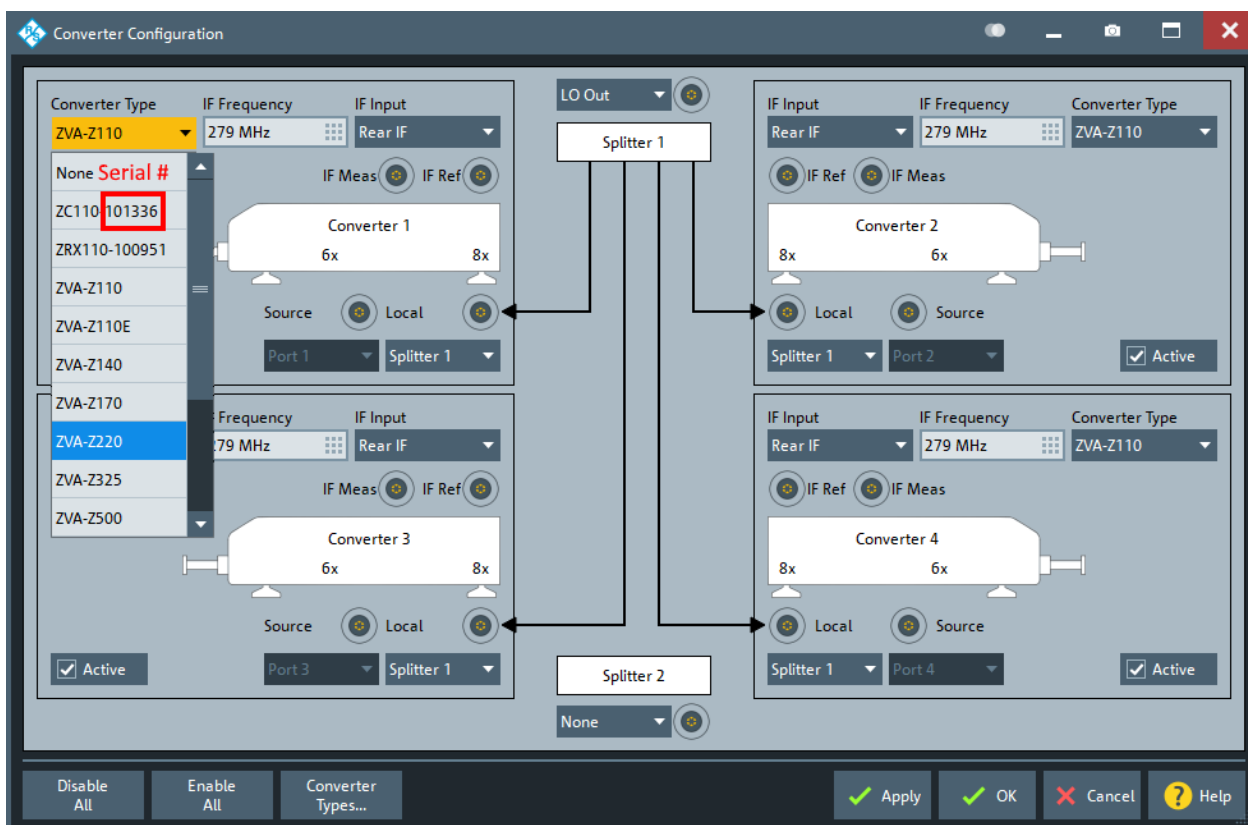 Converter Configuration
Converter Type IF Frequency IF Input
ZVA-Z110 279 MHz Rear IF
None Serial #
ZC110-101336
ZRX110-100951
ZVA-Z110
ZVA-Z110E
ZVA-Z140
ZVA-Z170
ZVA-Z220
ZVA-Z325
ZVA-Z500
IF Meas IF Ref
Converter 1
6x 8x
Source Local
Port 1 Splitter 1
LO Out
Splitter 1
IF Input IF Frequency Converter Type
Rear IF 279 MHz ZVA-Z110
IF Ref IF Meas
Converter 2
8x 6x
Local Source
Splitter 1 Port 2 Active
Frequency IF Input
279 MHz Rear IF
IF Meas IF Ref
Converter 3
6x 8x
Source Local
Active Port 3 Splitter 1
Splitter 2
None
IF Input IF Frequency Converter Type
Rear IF 279 MHz ZVA-Z110
IF Ref IF Meas
Converter 4
8x 6x
Local Source
Splitter 1 Port 4 Active
Disable
All
Enable
All
Converter
Types...
Apply
OK
Cancel
? Help